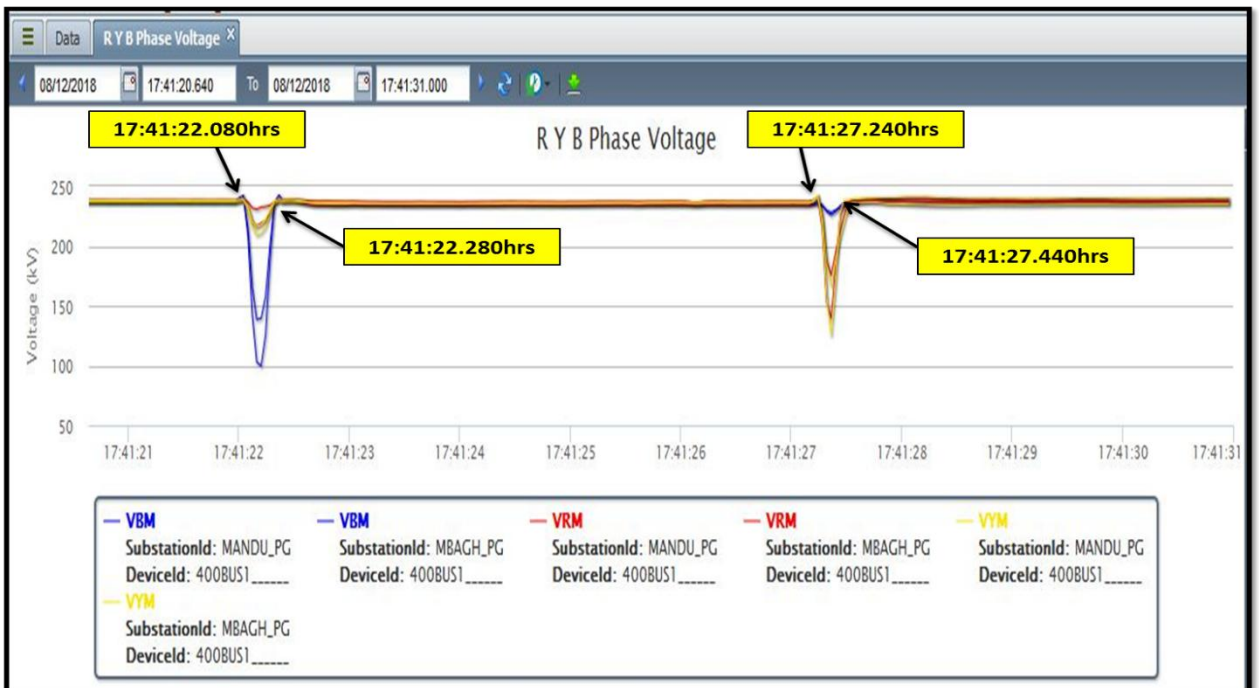 Data R Y B Phase Voltage X
08/12/2018 17:41:20.640 To 08/12/2018 17:41:31.000
17:41:22.080hrs
R Y B Phase Voltage
17:41:27.240hrs
250
200
150
100
50
Voltage (kV)
17:41:22.280hrs
17:41:27.440hrs
17:41:21 17:41:22 17:41:23 17:41:24 17:41:25 17:41:26 17:41:27 17:41:28 17:41:29 17:41:30 17:41:31
VBM VBM VRM VRM VYM
SubstationId: MANDU_PG SubstationId: MBAGH_PG SubstationId: MANDU_PG SubstationId: MBAGH_PG SubstationId: MANDU_PG
DeviceId: 400BUS1______ DeviceId: 400BUS1______ DeviceId: 400BUS1______ DeviceId: 400BUS1______ DeviceId: 400BUS1______
VYM
SubstationId: MBAGH_PG
DeviceId: 400BUS1______